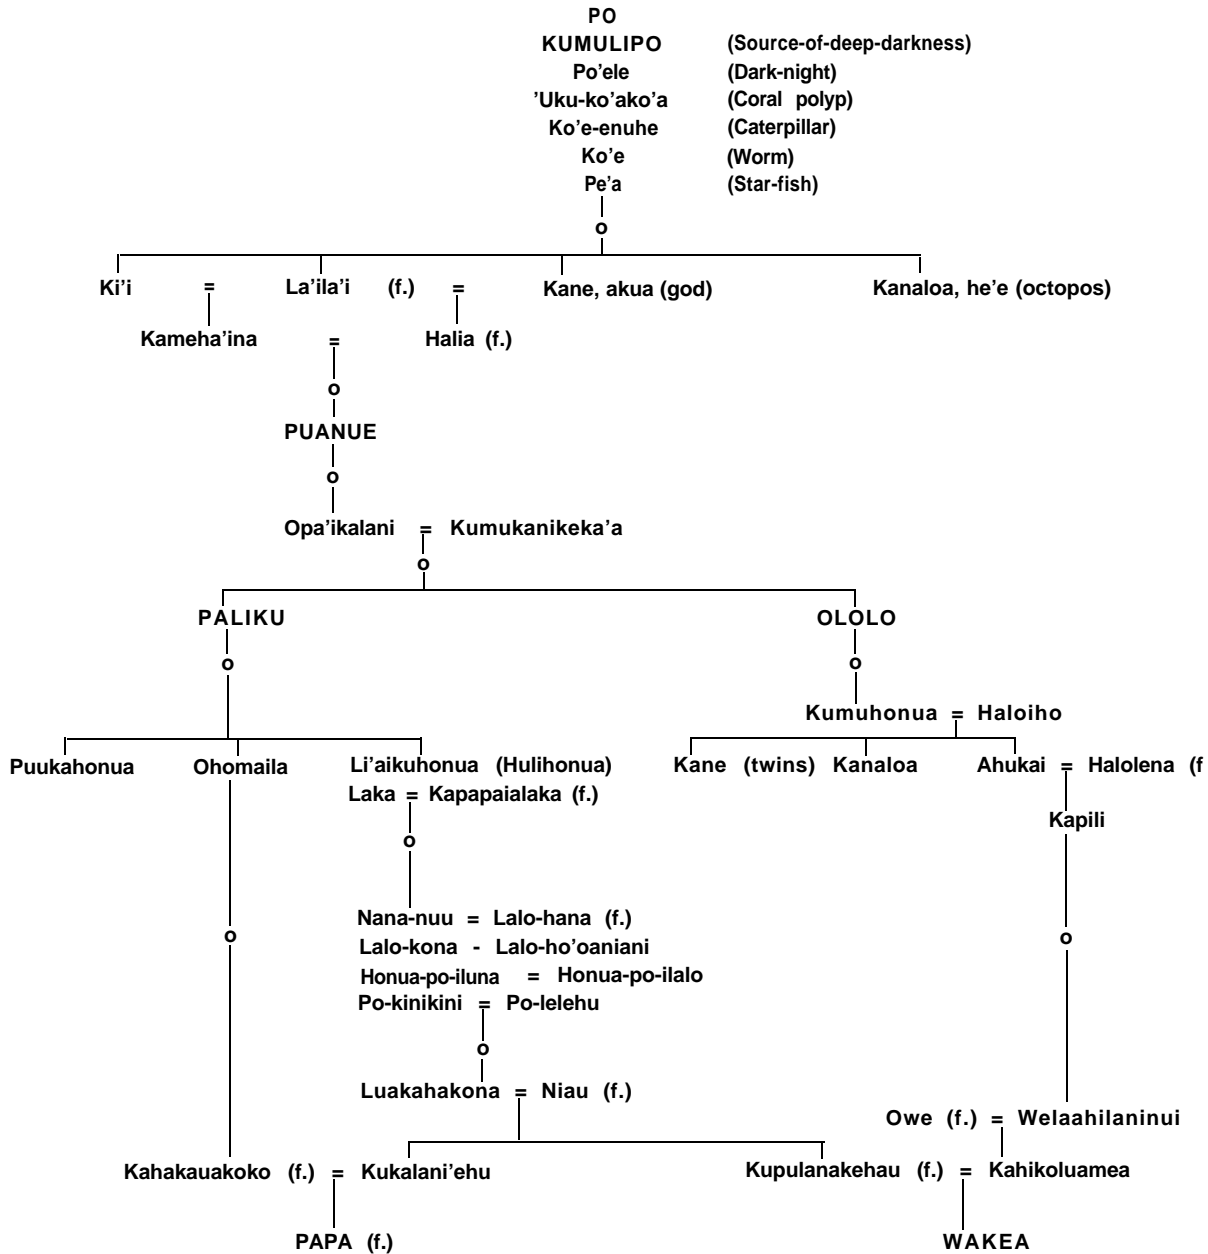 PO
KUMULIPO (Source-of-deep-darkness)
Po’ele (Dark-night)
’Uku-ko’ako’a (Coral polyp)
Ko’e-enuhe (Caterpillar)
Ko’e (Worm)
Pe’a (Star-fish)
o
Ki’i = La’ila’i (f.) = Kane, akua (god) Kanaloa, he’e (octopos)
Kameha’ina = Halia (f.)
o
PUANUE
o
Opa’ikalani = Kumukanikeka’a
o
PALIKU OLOLO
o o
Kumuhonua = Haloiho
Puukahonua Ohomaila Li’aikuhonua (Hulihonua) Kane (twins) Kanaloa Ahukai = Halolena (f
Laka = Kapapaialaka (f.)
Kapili
o
Nana-nuu = Lalo-hana (f.)
o o
Lalo-kona - Lalo-ho’oaniani
Honua-po-iluna = Honua-po-ilalo
Po-kinikini = Po-lelehu
o
Luakahakona = Niau (f.)
Owe (f.) = Welaahilaninui
Kahakauakoko (f.) = Kukalani’ehu Kupulanakehau (f.) = Kahikoluamea
PAPA (f.) WAKEA